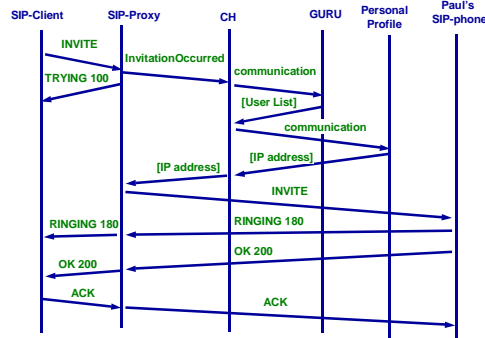 SIP-Client SIP-Proxy CH GURU Personal Profile Paul's SIP-phone
INVITE
InvitationOccurred
TRYING 100
communication
[User List]
communication
[IP address]
[IP address]
INVITE
RINGING 180
RINGING 180
OK 200
OK 200
ACK
ACK